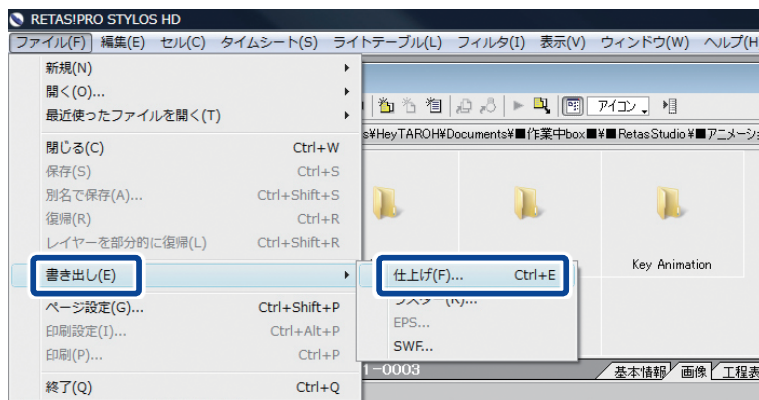 RETAS!PRO STYLOS HD
ファイル(F) 編集(E) セル(C) タイムシート(S) ライトテーブル(L) フィルタ(I) 表示(V) ウィンドウ(W) ヘルプ(H
新規(N)
開く(O)...
アイコン
最近使ったファイルを開く(T)
s¥HeyTAROH¥Documents¥■作業中box■¥■RetasStudio¥■アニメーショ
閉じる(C) Ctrl+W
保存(S) Ctrl+S
別名で保存(A)... Ctrl+Shift+S
復帰(R) Ctrl+R
レイヤーを部分的に復帰(L) Ctrl+Shift+R
Key Animation
書き出し(E)
仕上げ(F)... Ctrl+E
ラスター(R)...
ページ設定(G)... Ctrl+Shift+P
EPS...
印刷設定(I)... Ctrl+Alt+P
SWF...
印刷(P)... Ctrl+P
1-0003
基本情報 画像 工程表
終了(Q) Ctrl+Q